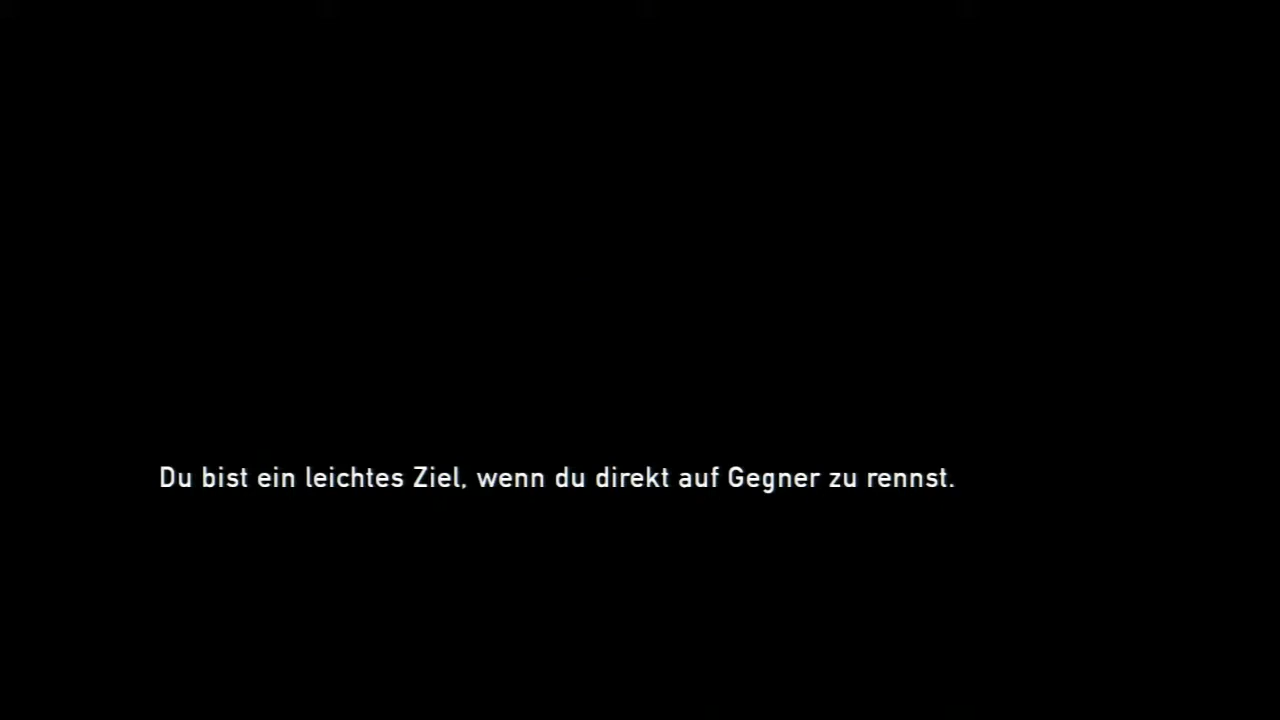 Du bist ein leichtes Ziel, wenn du direkt auf Gegner zu rennst.